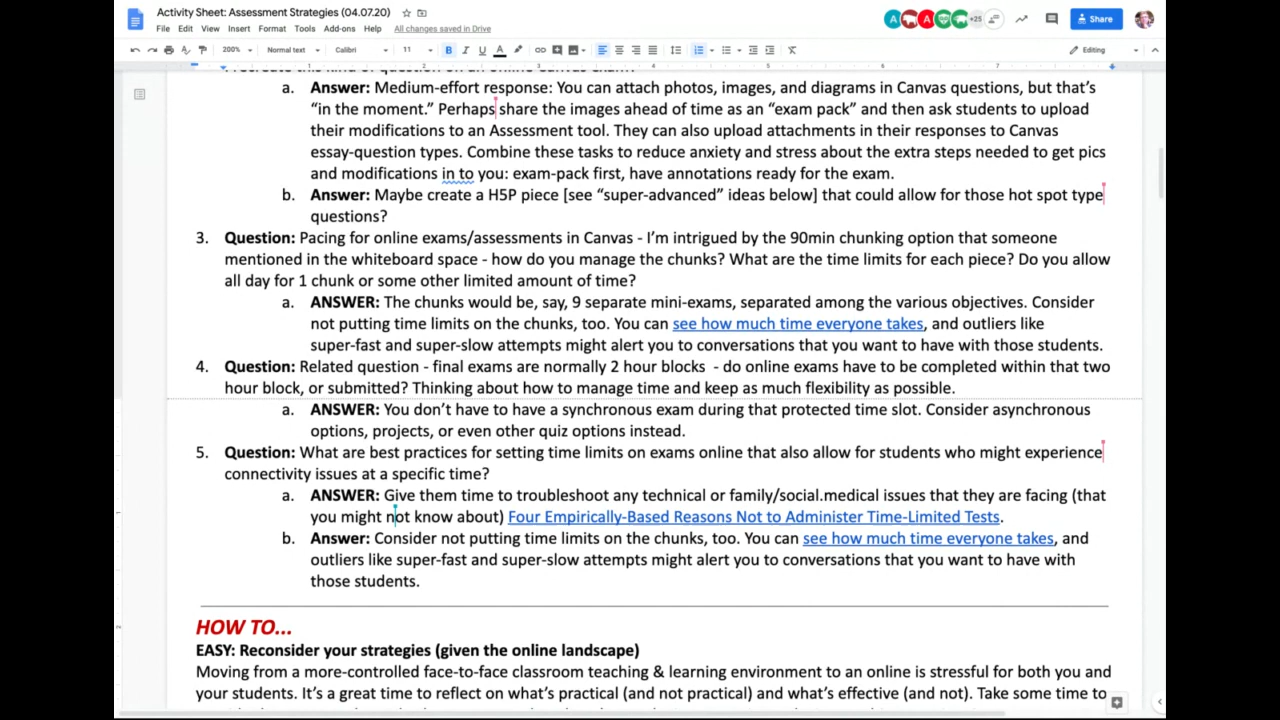 Activity Sheet: Assessment Strategies (04.07.20)
File Edit View Insert Format Tools Add-ons Help All changes saved in Drive
A A +25 Share
200% Normal text Calibri 11 B I U A Editing
1 2 3 4 5 6 7
a. Answer: Medium-effort response: You can attach photos, images, and diagrams in Canvas questions, but that’s
“in the moment.” Perhaps share the images ahead of time as an “exam pack” and then ask students to upload
their modifications to an Assessment tool. They can also upload attachments in their responses to Canvas
essay-question types. Combine these tasks to reduce anxiety and stress about the extra steps needed to get pics
and modifications in to you: exam-pack first, have annotations ready for the exam.
b. Answer: Maybe create a H5P piece [see “super-advanced” ideas below] that could allow for those hot spot type
questions?
3. Question: Pacing for online exams/assessments in Canvas - I’m intrigued by the 90min chunking option that someone
mentioned in the whiteboard space - how do you manage the chunks? What are the time limits for each piece? Do you allow
all day for 1 chunk or some other limited amount of time?
a. ANSWER: The chunks would be, say, 9 separate mini-exams, separated among the various objectives. Consider
not putting time limits on the chunks, too. You can see how much time everyone takes, and outliers like
super-fast and super-slow attempts might alert you to conversations that you want to have with those students.
4. Question: Related question - final exams are normally 2 hour blocks - do online exams have to be completed within that two
hour block, or submitted? Thinking about how to manage time and keep as much flexibility as possible.
a. ANSWER: You don’t have to have a synchronous exam during that protected time slot. Consider asynchronous
options, projects, or even other quiz options instead.
5. Question: What are best practices for setting time limits on exams online that also allow for students who might experience
connectivity issues at a specific time?
a. ANSWER: Give them time to troubleshoot any technical or family/social.medical issues that they are facing (that
you might not know about) Four Empirically-Based Reasons Not to Administer Time-Limited Tests.
b. Answer: Consider not putting time limits on the chunks, too. You can see how much time everyone takes, and
outliers like super-fast and super-slow attempts might alert you to conversations that you want to have with
those students.
HOW TO...
EASY: Reconsider your strategies (given the online landscape)
Moving from a more-controlled face-to-face classroom teaching & learning environment to an online is stressful for both you and
your students. It’s a great time to reflect on what’s practical (and not practical) and what’s effective (and not). Take some time to